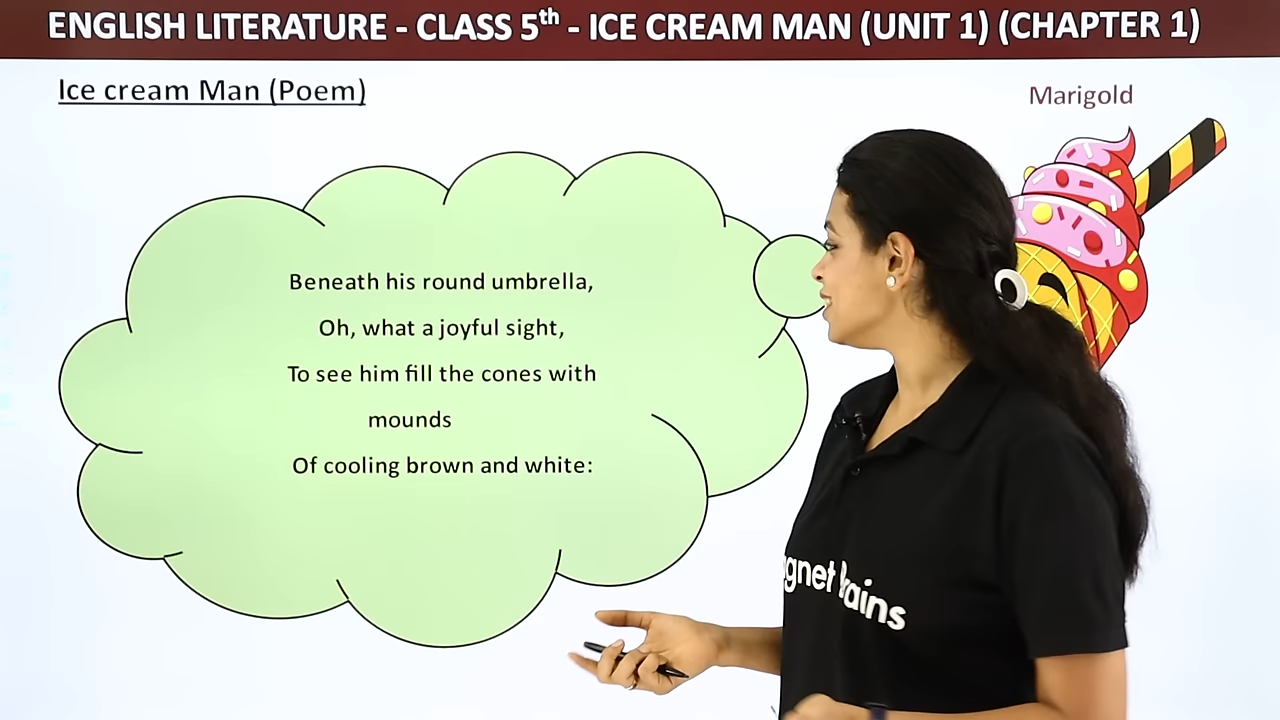 ENGLISH LITERATURE - CLASS 5th - ICE CREAM MAN (UNIT 1) (CHAPTER 1)
Ice cream Man (Poem)
Marigold
Beneath his round umbrella,
Oh, what a joyful sight,
To see him fill the cones with
mounds
Of cooling brown and white: